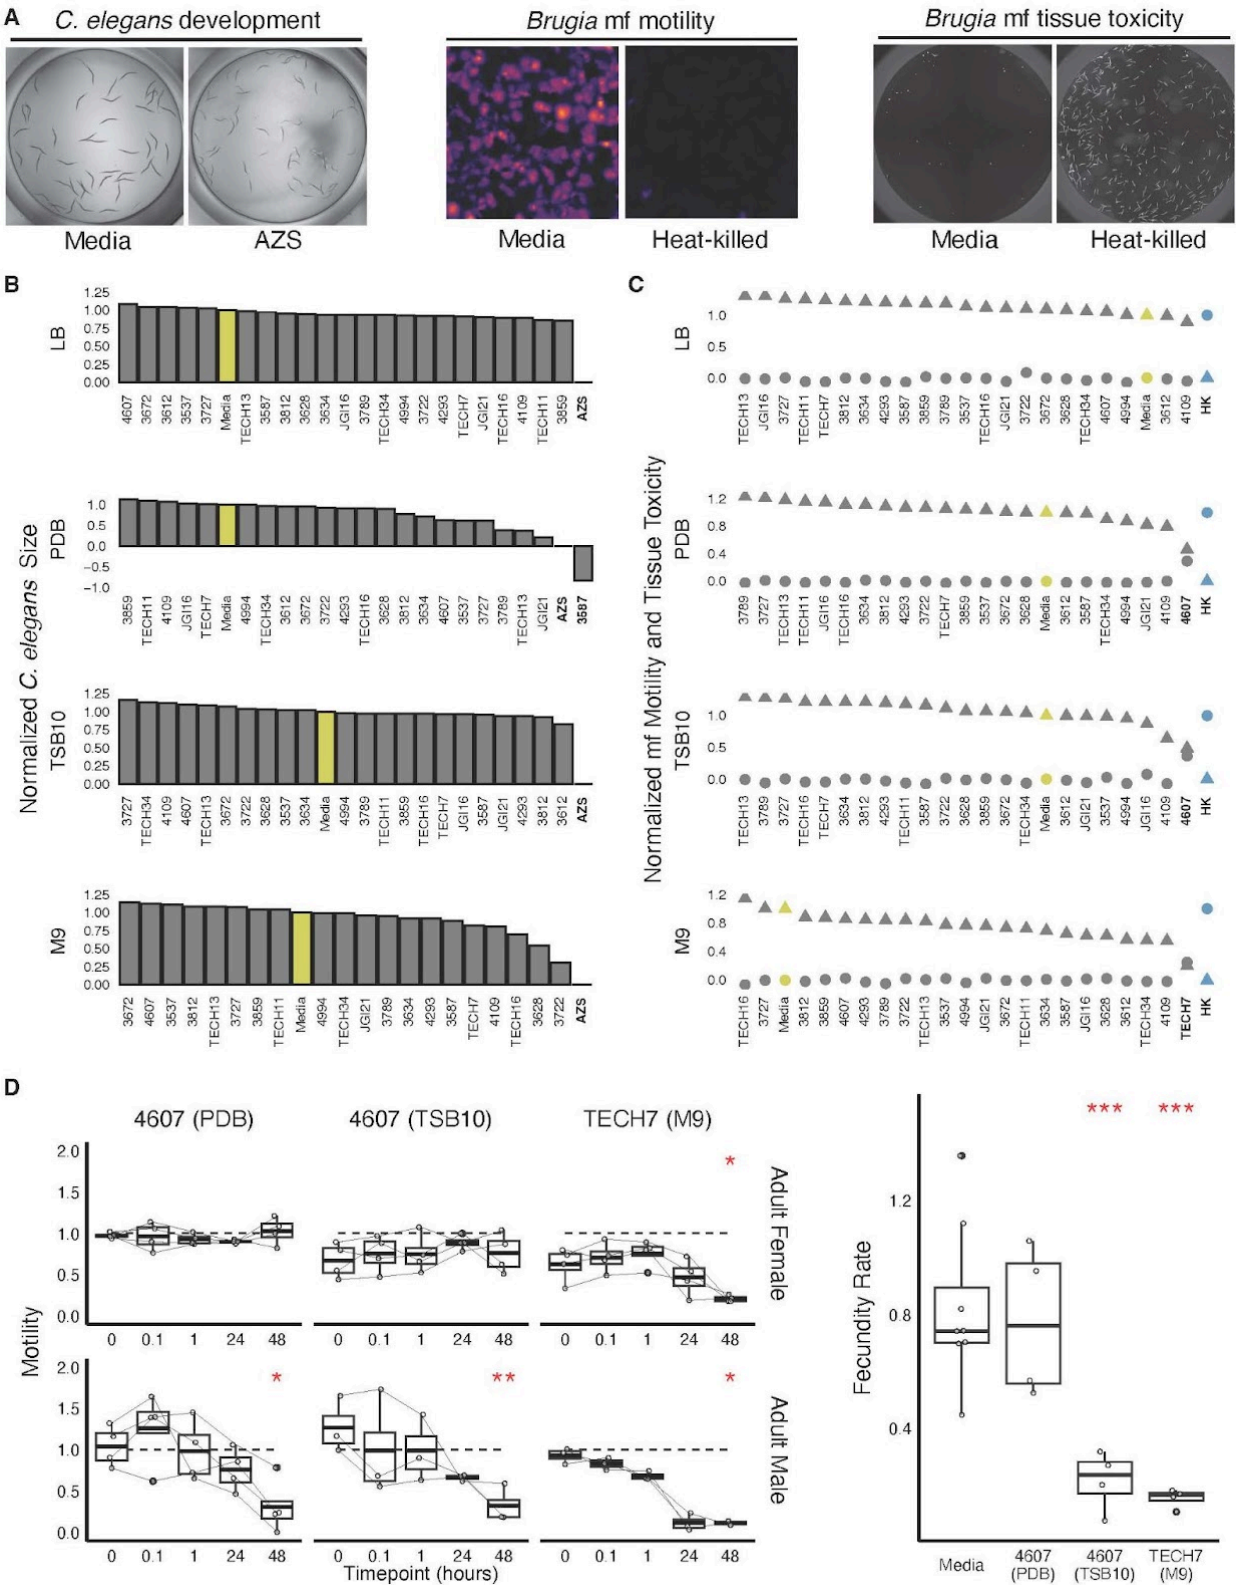 A
C. elegans development
Brugia mf motility
Brugia mf tissue toxicity
Media
AZS
Media
Heat-killed
Media
Heat-killed
B
Normalized C. elegans Size
LB
1.25
1.00
0.75
0.50
0.25
0.00
4607 3672 3612 3537 3727 Media TECH13 3587 3812 3628 3634 JGI16 3789 TECH34 4994 3722 4293 TECH7 JGI21 TECH16 4109 TECH11 3859 AZS
PDB
1.0
0.5
0.0
−0.5
−1.0
3859 TECH11 4109 JGI16 TECH7 Media 4994 TECH34 3612 3672 3722 4293 TECH16 3628 3812 3634 4607 3537 3727 3789 TECH13 JGI21 AZS 3587
TSB10
1.25
1.00
0.75
0.50
0.25
0.00
3727 TECH34 4109 4607 TECH13 3672 3722 3628 3537 3634 Media 4994 3789 TECH11 3859 TECH16 TECH7 JGI16 3587 JGI21 4293 3812 3612 AZS
M9
1.25
1.00
0.75
0.50
0.25
0.00
3672 4607 3537 3812 TECH13 3727 3859 TECH11 Media 4994 TECH34 JGI21 3789 3634 4293 3587 TECH7 4109 TECH16 3628 3722 AZS
C
Normalized mf Motility and Tissue Toxicity
LB
1.0
0.5
0.0
TECH13 JGI16 3727 TECH11 TECH7 3812 3634 4293 3587 3859 3789 3537 TECH16 JGI21 3722 3672 3628 TECH34 4607 4994 Media 3612 4109 HK
PDB
1.2
0.8
0.4
0.0
3789 3727 TECH13 TECH11 JGI16 TECH16 3634 3812 4293 3722 TECH7 3859 3537 3672 3628 Media 3612 3587 TECH34 4994 JGI21 4109 4607 HK
TSB10
1.0
0.5
0.0
TECH13 3789 3727 TECH16 TECH7 3634 3812 4293 TECH11 3587 3722 3628 3859 3672 TECH34 Media 3612 JGI21 3537 4994 JGI16 4109 4607 HK
M9
1.2
0.8
0.4
0.0
TECH16 3727 Media 3812 3859 4607 4293 3789 3722 TECH13 3537 4994 JGI21 3672 TECH11 3634 3587 JGI16 3628 3612 TECH34 4109 TECH7 HK
D
4607 (PDB)
4607 (TSB10)
TECH7 (M9)
Motility
2.0
1.5
1.0
0.5
0.0
*
Adult Female
0 0.1 1 24 48
0 0.1 1 24 48
0 0.1 1 24 48
2.0
1.5
1.0
0.5
0.0
*
**
*
Adult Male
0 0.1 1 24 48
0 0.1 1 24 48
0 0.1 1 24 48
Timepoint (hours)
Fecundity Rate
*** ***
1.2
0.8
0.4
Media
4607
(PDB)
4607
(TSB10)
TECH7
(M9)